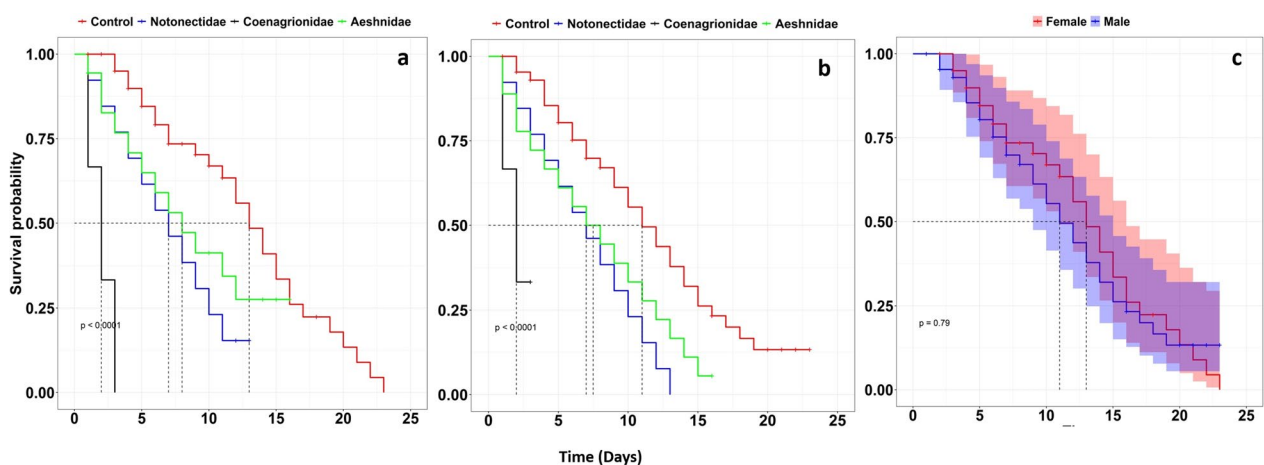 Control Notonectidae Coenagrionidae Aeshnidae
a
Survival probability
1.00
0.75
0.50
0.25
0.00
p < 0.0001
0 5 10 15 20 25
Control Notonectidae Coenagrionidae Aeshnidae
b
1.00
0.75
0.50
0.25
0.00
p < 0.0001
0 5 10 15 20 25
Time (Days)
Female Male
c
1.00
0.75
0.50
0.25
0.00
p = 0.79
0 5 10 15 20 25